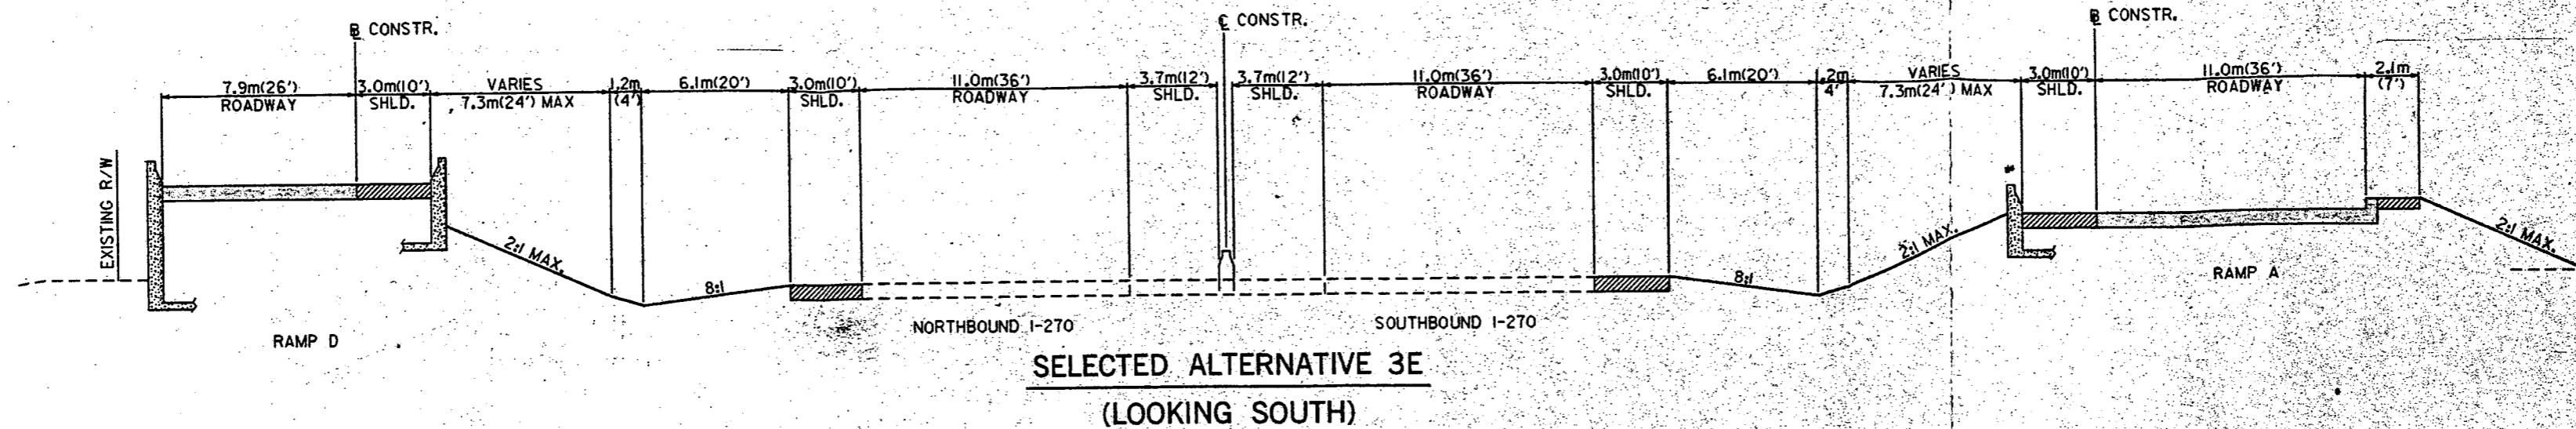 ℄ CONSTR.
B CONSTR.
B CONSTR.
7.9m(26') 3.0m(10') VARIES 1.2m 6.1m(20') 3.0m(10') 11.0m(36') 3.7m(12') 3.7m(12') 11.0m(36') 3.0m(10') 6.1m(20') 1.2m VARIES 3.0m(10') 11.0m(36') 2.1m
ROADWAY SHLD. 7.3m(24') MAX (4') SHLD. ROADWAY SHLD. SHLD. ROADWAY SHLD. 4' 7.3m(24') MAX SHLD. ROADWAY (7')
EXISTING R/W
2:1 MAX.
8:1
8:1
2:1 MAX.
2:1 MAX.
RAMP D
NORTHBOUND I-270
SOUTHBOUND I-270
RAMP A
SELECTED ALTERNATIVE 3E
(LOOKING SOUTH)